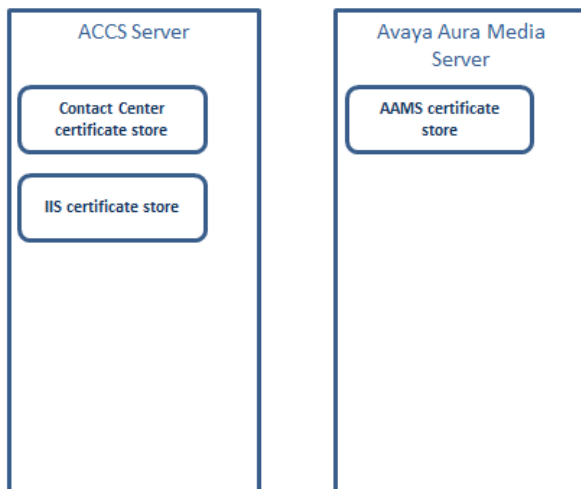 ACCS Server
Contact Center
certificate store
IIS certificate store
Avaya Aura Media
Server
AAMS certificate
store